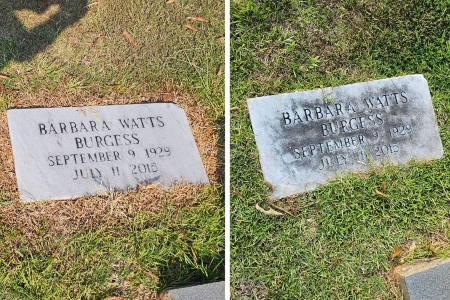 BARBARA WATTS
BURGESS
SEPTEMBER 9 1929
JULY 11 2015
BARBARA WATTS
BURGESS
SEPTEMBER 9 1929
JULY 11 2015